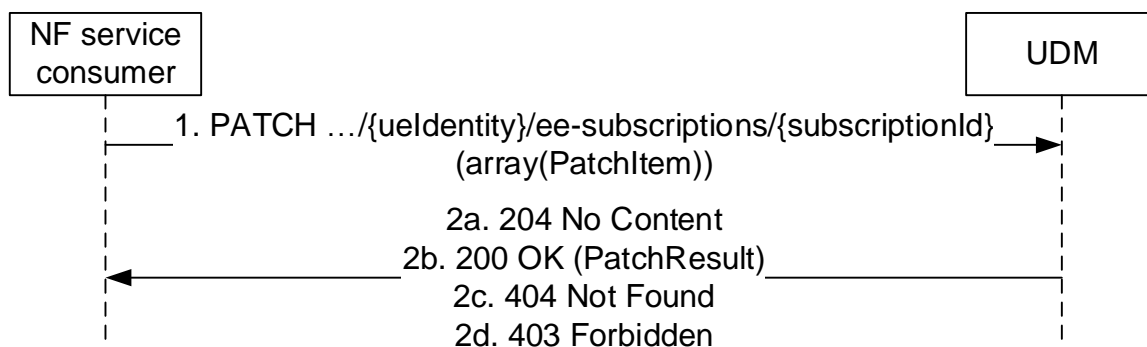 NF service
consumer
UDM
1. PATCH …/{ueIdentity}/ee-subscriptions/{subscriptionId}
(array(PatchItem))
2a. 204 No Content
2b. 200 OK (PatchResult)
2c. 404 Not Found
2d. 403 Forbidden